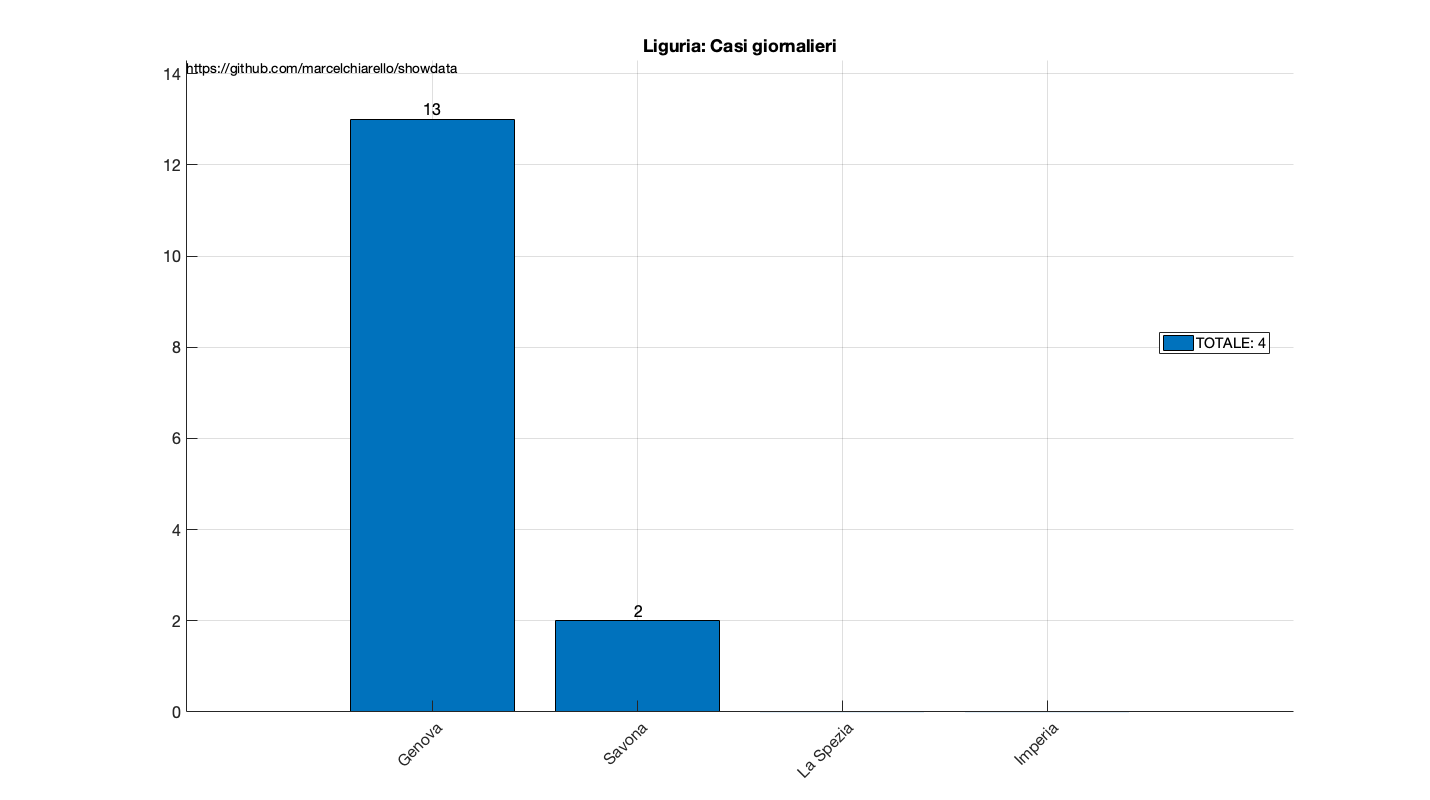 Liguria: Casi giornalieri
https://github.com/marcelchiarello/showdata
14
12
10
8
6
4
2
0
13
2
TOTALE: 4
Genova
Savona
La Spezia
Imperia